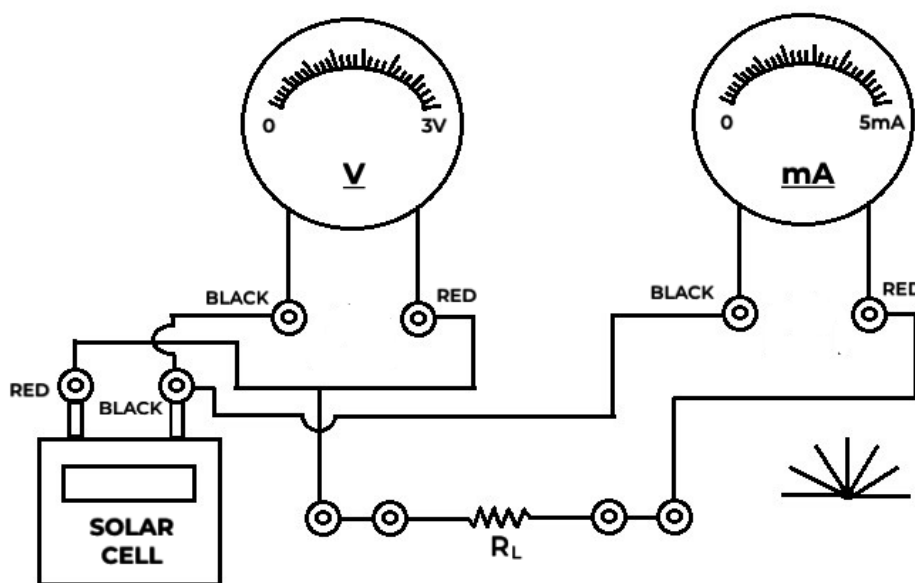 0 3V
V
0 5mA
mA
BLACK
RED
BLACK
RED
RED
BLACK
SOLAR
CELL
RL